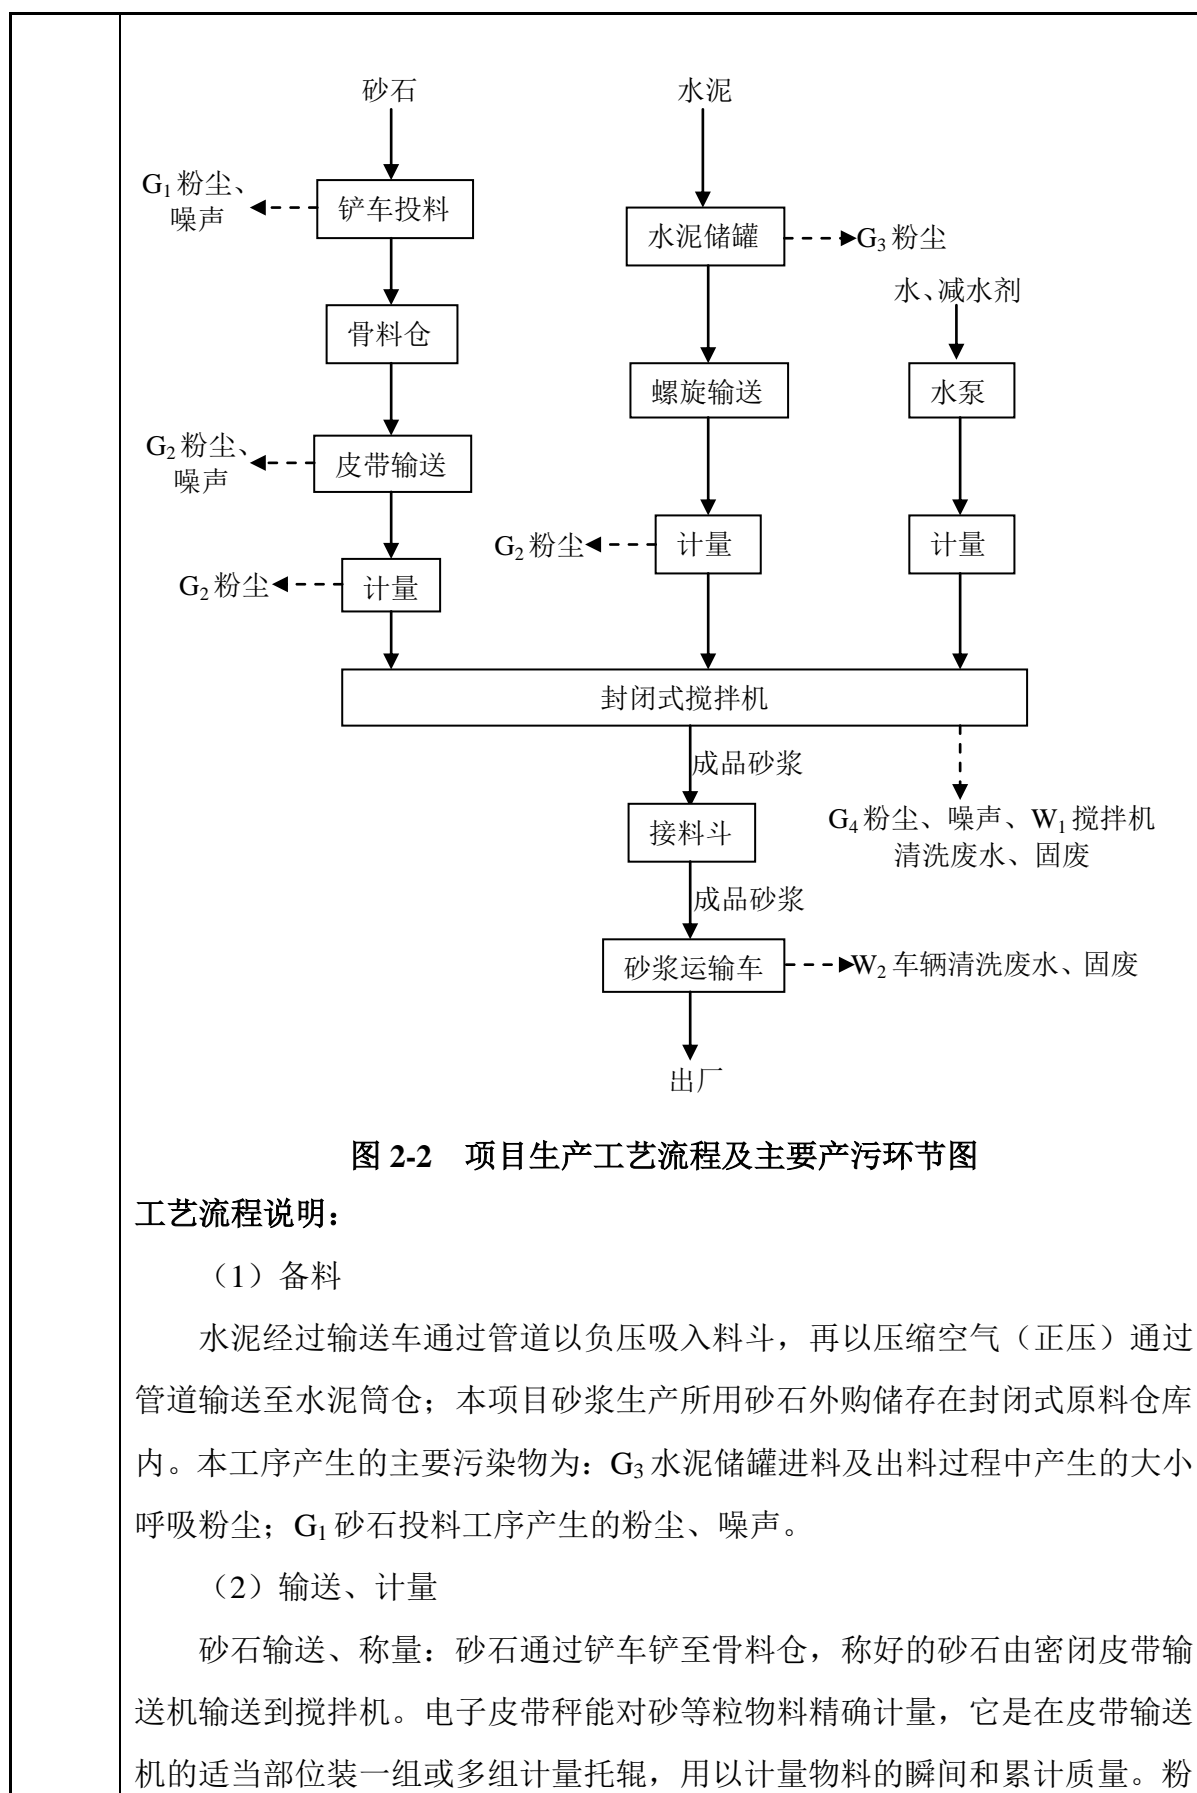 砂石
水泥
G1粉尘、
噪声
铲车投料
水泥储罐
G3粉尘
水、减水剂
骨料仓
螺旋输送
水泵
G2粉尘、
噪声
皮带输送
G2粉尘
计量
计量
G2粉尘
计量
封闭式搅拌机
成品砂浆
接料斗
G4粉尘、噪声、W1搅拌机
清洗废水、固废
成品砂浆
砂浆运输车
W2车辆清洗废水、固废
出厂
图 2-2 项目生产工艺流程及主要产污环节图
工艺流程说明：
（1）备料
水泥经过输送车通过管道以负压吸入料斗，再以压缩空气（正压）通过
管道输送至水泥筒仓；本项目砂浆生产所用砂石外购储存在封闭式原料仓库
内。本工序产生的主要污染物为：G3水泥储罐进料及出料过程中产生的大小
呼吸粉尘；G1砂石投料工序产生的粉尘、噪声。
（2）输送、计量
砂石输送、称量：砂石通过铲车铲至骨料仓，称好的砂石由密闭皮带输
送机输送到搅拌机。电子皮带秤能对砂等粒物料精确计量，它是在皮带输送
机的适当部位装一组或多组计量托辊，用以计量物料的瞬间和累计质量。粉